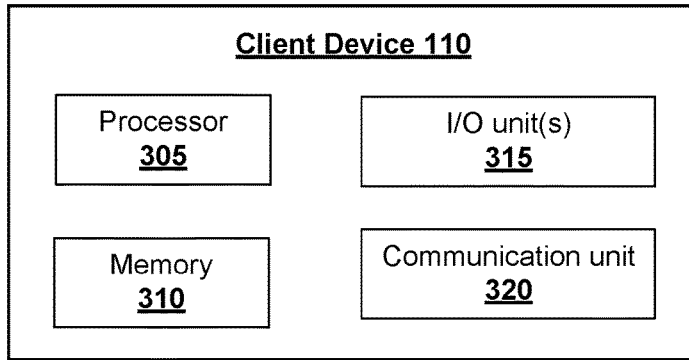 Client Device 110
Processor
305
I/O unit(s)
315
Memory
310
Communication unit
320